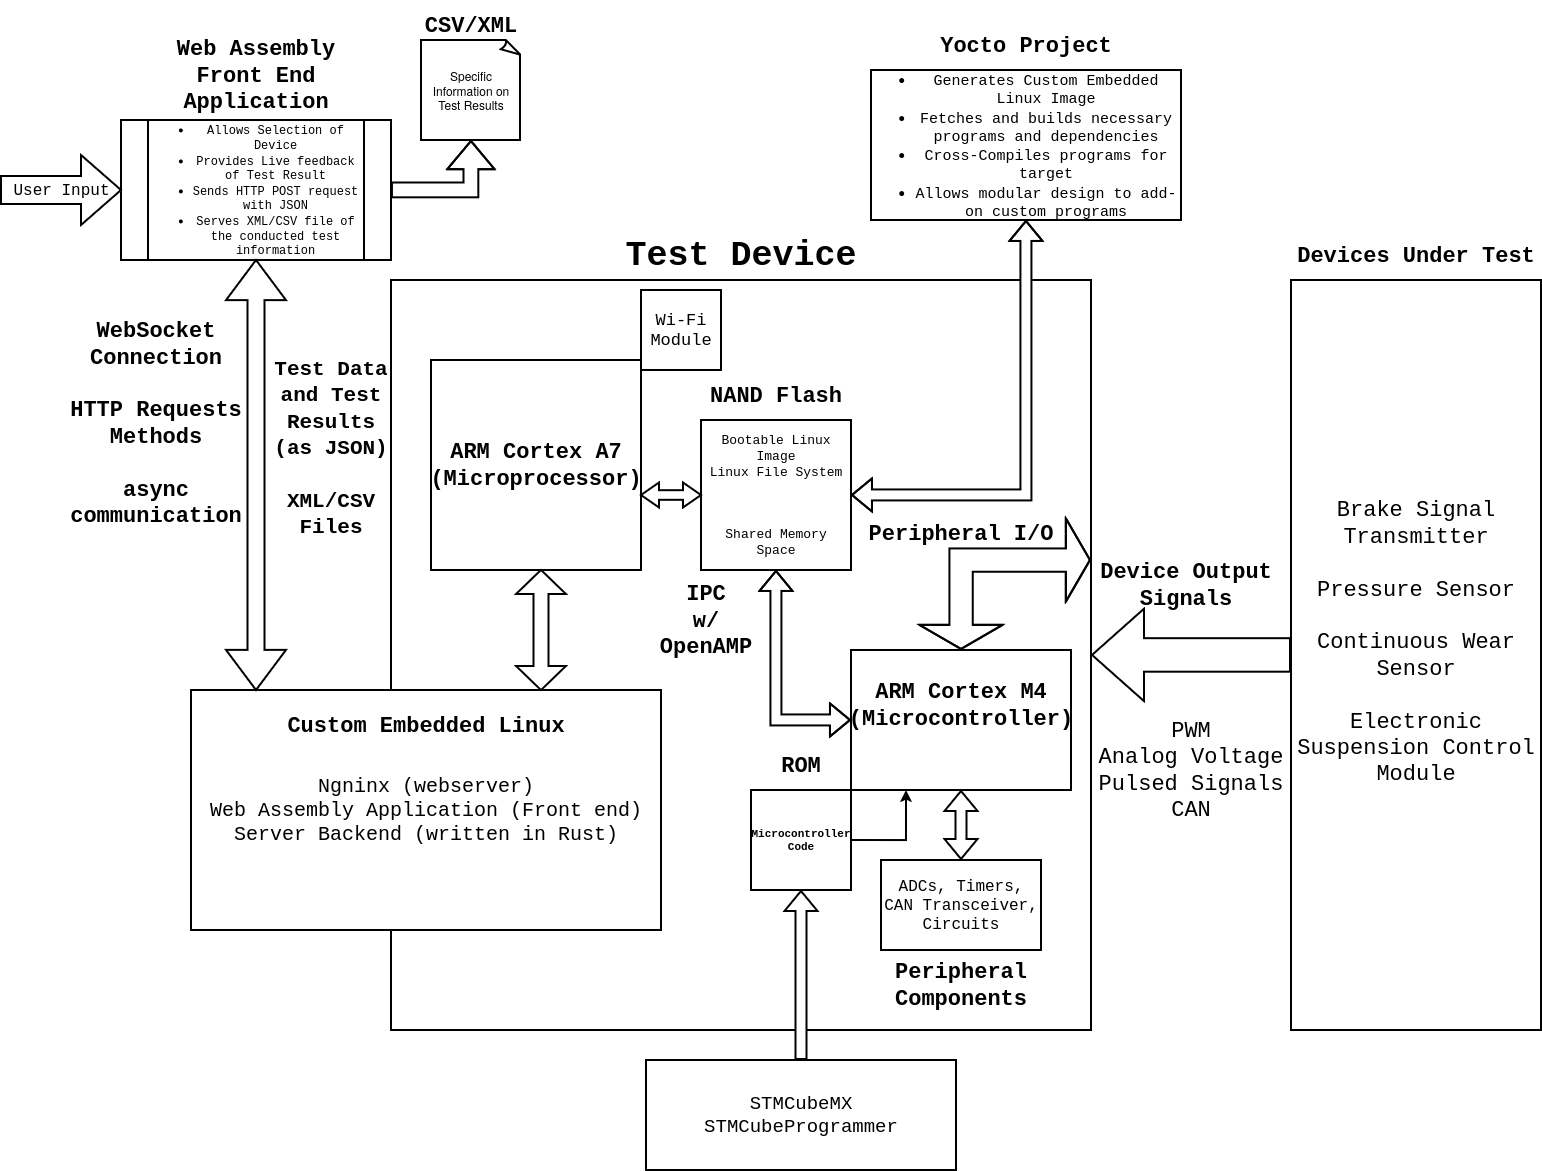 CSV/XML
Specific
Information on
Test Results
Web Assembly
Front End
Application
• Allows Selection of
Device
• Provides Live feedback
of Test Result
• Sends HTTP POST request
with JSON
• Serves XML/CSV file of
the conducted test
information
User Input
Yocto Project
• Generates Custom Embedded
Linux Image
• Fetches and builds necessary
programs and dependencies
• Cross-Compiles programs for
target
• Allows modular design to add-
on custom programs
Test Device
Devices Under Test
Wi-Fi
Module
WebSocket
Connection
HTTP Requests
Methods
async
communication
Test Data
and Test
Results
(as JSON)
XML/CSV
Files
ARM Cortex A7
(Microprocessor)
NAND Flash
Bootable Linux
Image
Linux File System
Shared Memory
Space
Peripheral I/O
IPC
w/
OpenAMP
Device Output
Signals
Brake Signal
Transmitter
Pressure Sensor
Continuous Wear
Sensor
Electronic
Suspension Control
Module
ARM Cortex M4
(Microcontroller)
PWM
Analog Voltage
Pulsed Signals
CAN
Custom Embedded Linux
Ngninx (webserver)
Web Assembly Application (Front end)
Server Backend (written in Rust)
ROM
Microcontroller
Code
ADCs, Timers,
CAN Transceiver,
Circuits
Peripheral
Components
STMCubeMX
STMCubeProgrammer